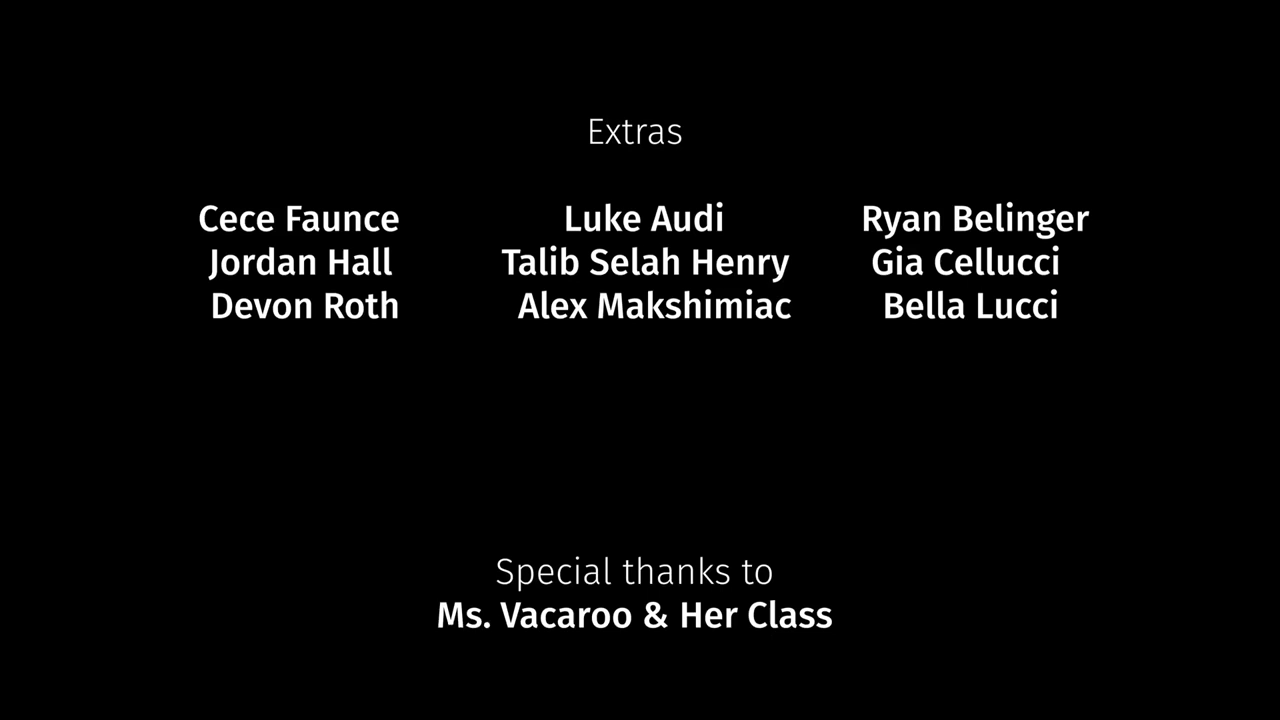 Extras
Cece Faunce Luke Audi Ryan Belinger
Jordan Hall Talib Selah Henry Gia Cellucci
Devon Roth Alex Makshimiac Bella Lucci
Special thanks to
Ms. Vacaroo & Her Class